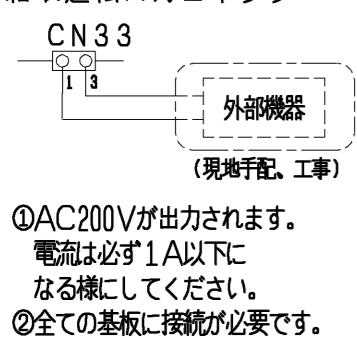 CN33
1 3
外部機器
(現地手配、工事)
①AC200Vが出力されます。
電流は必ず1A以下に
なる様にしてください。
②全ての基板に接続が必要です。